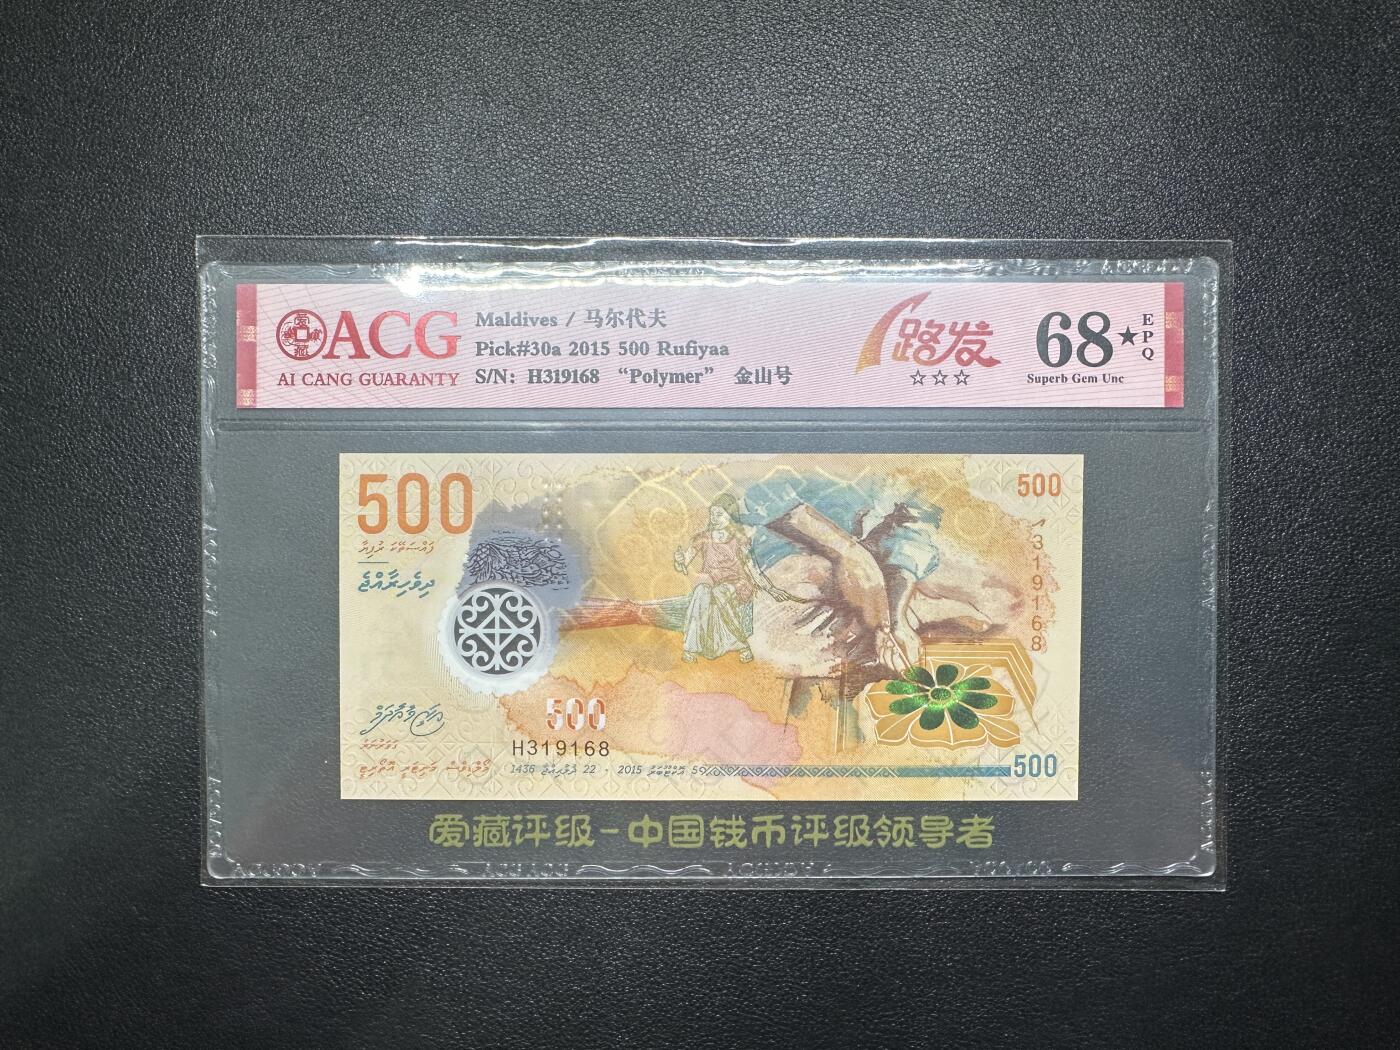 ACG
AI CANG GUARANTY
Maldives / 马尔代夫
Pick#30a 2015 500 Rufiyaa
S/N: H319168 “Polymer” 金山号
一路发
☆☆☆
68★
EPQ
Superb Gem Unc
500
500
ދިވެހިރާއްޖެ
319168
500
H319168
1436
22
2015
500
爱藏评级-中国钱币评级领导者